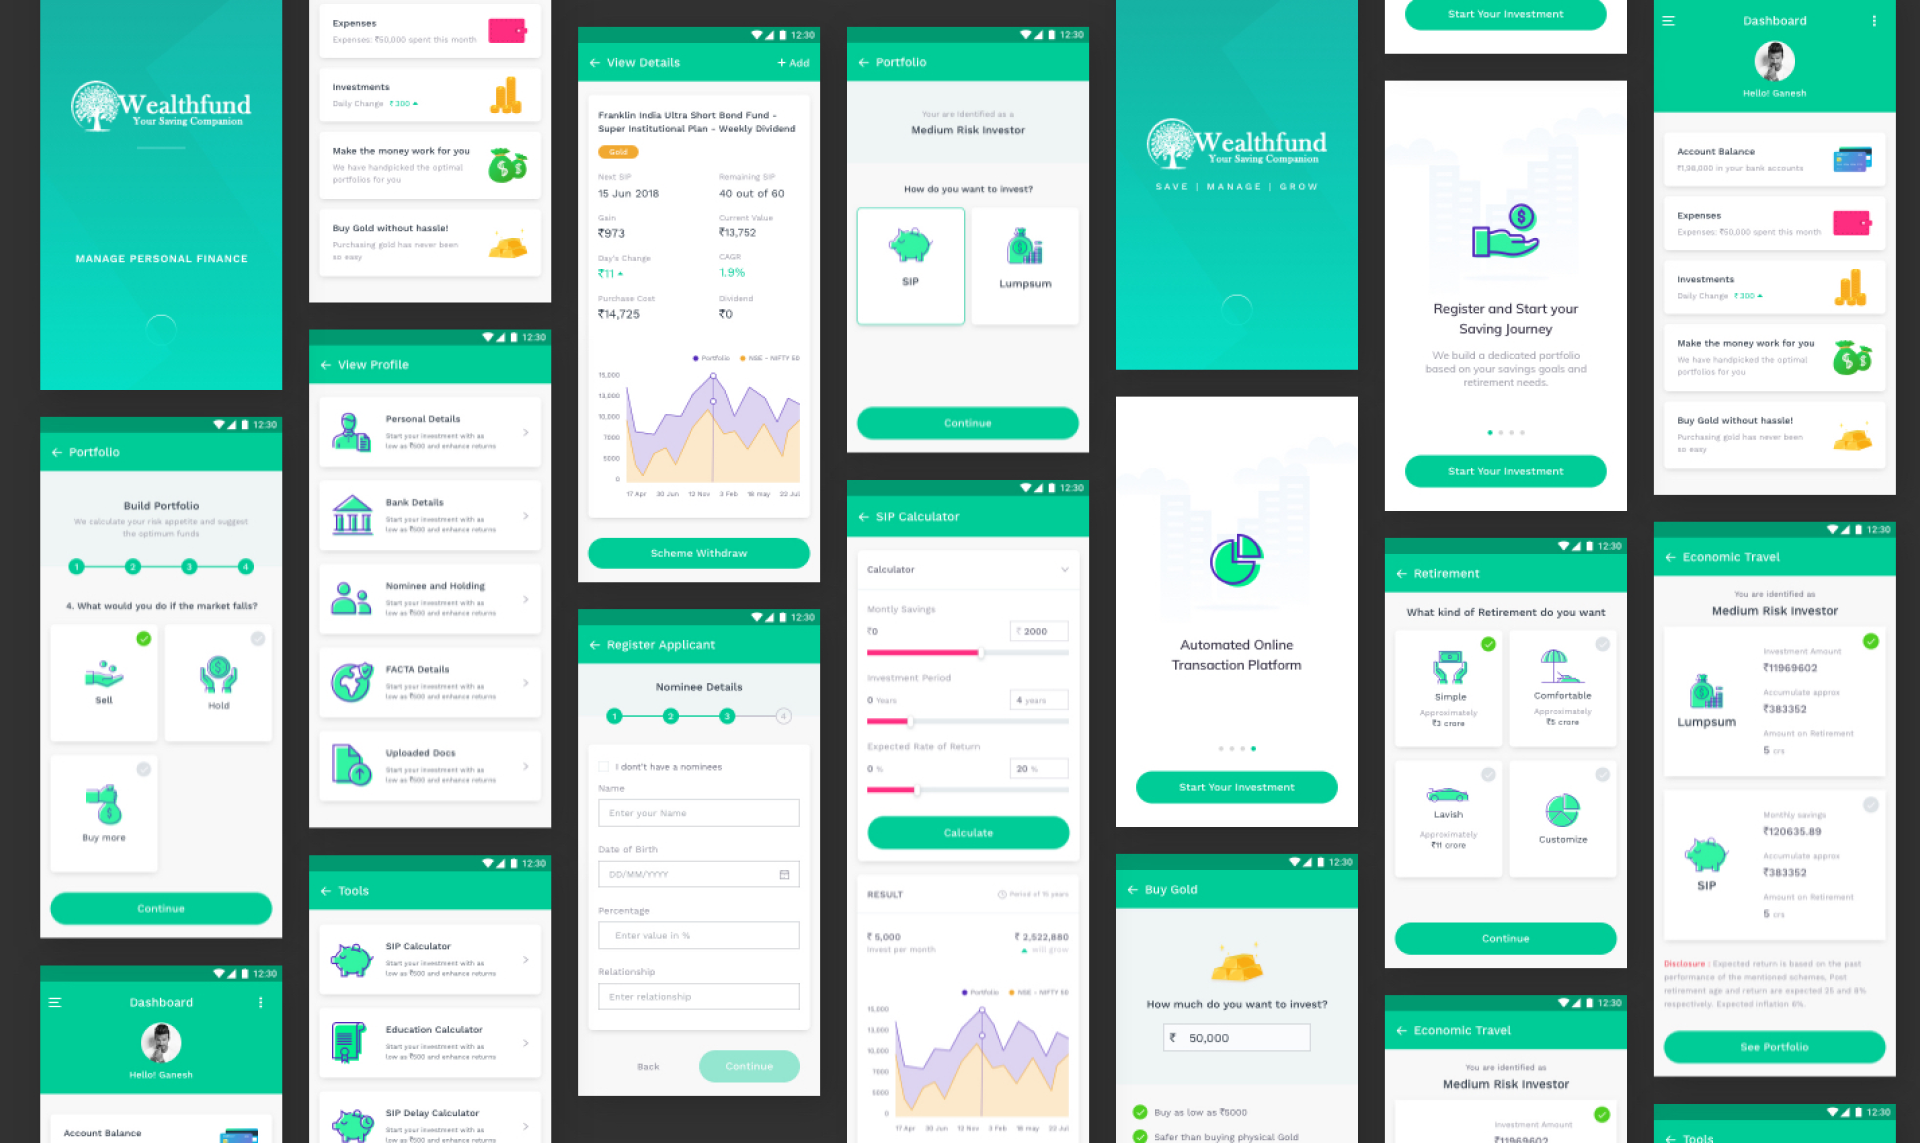 Wealthfund
Your Saving Companion
MANAGE PERSONAL FINANCE
12:30
Portfolio
Build Portfolio
We calculate your risk appetite and suggest
the optimum funds
1 2 3 4
4. What would you do if the market falls?
Sell
Hold
Buy more
Continue
12:30
Dashboard
Hello! Ganesh
Account Balance
Expenses
Expenses: ₹50,000 spent this month
Investments
Daily Change ₹ 300
Make the money work for you
We have handpicked the optimal
portfolios for you
Buy Gold without hassle!
Purchasing gold has never been
so easy
12:30
View Profile
Personal Details
Start your investment with as
low as ₹500 and enhance returns
Bank Details
Start your investment with as
low as ₹500 and enhance returns
Nominee and Holding
Start your investment with as
low as ₹500 and enhance returns
FACTA Details
Start your investment with as
low as ₹500 and enhance returns
Uploaded Docs
Start your investment with as
low as ₹500 and enhance returns
12:30
Tools
SIP Calculator
Start your investment with as
low as ₹500 and enhance returns
Education Calculator
Start your investment with as
low as ₹500 and enhance returns
SIP Delay Calculator
Start your investment with as
low as ₹500 and enhance returns
12:30
View Details + Add
Franklin India Ultra Short Bond Fund -
Super Institutional Plan - Weekly Dividend
Gold
Next SIP Remaining SIP
15 Jun 2018 40 out of 60
Gain Current Value
₹973 ₹13,752
Day's Change CAGR
₹11 1.9%
Purchase Cost Dividend
₹14,725 ₹0
Portfolio NSE - NIFTY 50
15,000
13,000
10,000
7000
5000
0
17 Apr 30 Jun 12 Nov 3 Feb 16 may 22 Jul
Scheme Withdraw
12:30
Register Applicant
Nominee Details
1 2 3 4
I dont't have a nominees
Name
Enter your Name
Date of Birth
DD/MM/YYYY
Percentage
Enter value in %
Relationship
Enter relationship
Back Continue
12:30
Portfolio
Your are identified as a
Medium Risk Investor
How do you want to invest?
SIP
Lumpsum
Continue
12:30
SIP Calculator
Calculator
Montly Savings
₹0 ₹ 2000
Investment Period
0 Years 4 years
Expected Rate of Return
0 % 20 %
Calculate
RESULT Period of 15 years
₹ 5,000 ₹ 2,522,880
Invest per month will grow
Portfolio NSE - NIFTY 50
15,000
13,000
10,000
7000
5000
0
17 Apr 30 Jun 12 Nov 3 Feb 16 may 22 Jul
Wealthfund
Your Saving Companion
SAVE | MANAGE | GROW
Automated Online
Transaction Platform
Start Your Investment
12:30
Buy Gold
How much do you want to invest?
₹ 50,000
Buy as low as ₹5000
Safer than buying physical Gold
Start Your Investment
Register and Start your
Saving Journey
We build a dedicated portfolio
based on your savings goals and
retirement needs.
Start Your Investment
12:30
Retirement
What kind of Retirement do you want
Simple
Approximately
₹3 crore
Comfortable
Approximately
₹5 crore
Lavish
Approximately
₹11 crore
Customize
Continue
12:30
Economic Travel
You are identified as
Medium Risk Investor
Investment Amount
₹11969602
Dashboard
Hello! Ganesh
Account Balance
₹1,98,000 in your bank accounts
Expenses
Expenses: ₹50,000 spent this month
Investments
Daily Change ₹ 300
Make the money work for you
We have handpicked the optimal
portfolios for you
Buy Gold without hassle!
Purchasing gold has never been
so easy
12:30
Economic Travel
You are identified as
Medium Risk Investor
Lumpsum
Investment Amount
₹11969602
Accumulate approx
₹383352
Amount on Retirement
5 crs
SIP
Monthly savings
₹120635.89
Accumulate approx
₹383352
Amount on Retirement
5 crs
Disclosure : Expected return is based on the past
performance of the mentioned schemes, Post
retirement age and return are expected 25 and 8%
respectively. Expected inflation 6%.
See Portfolio
12:30
Tools